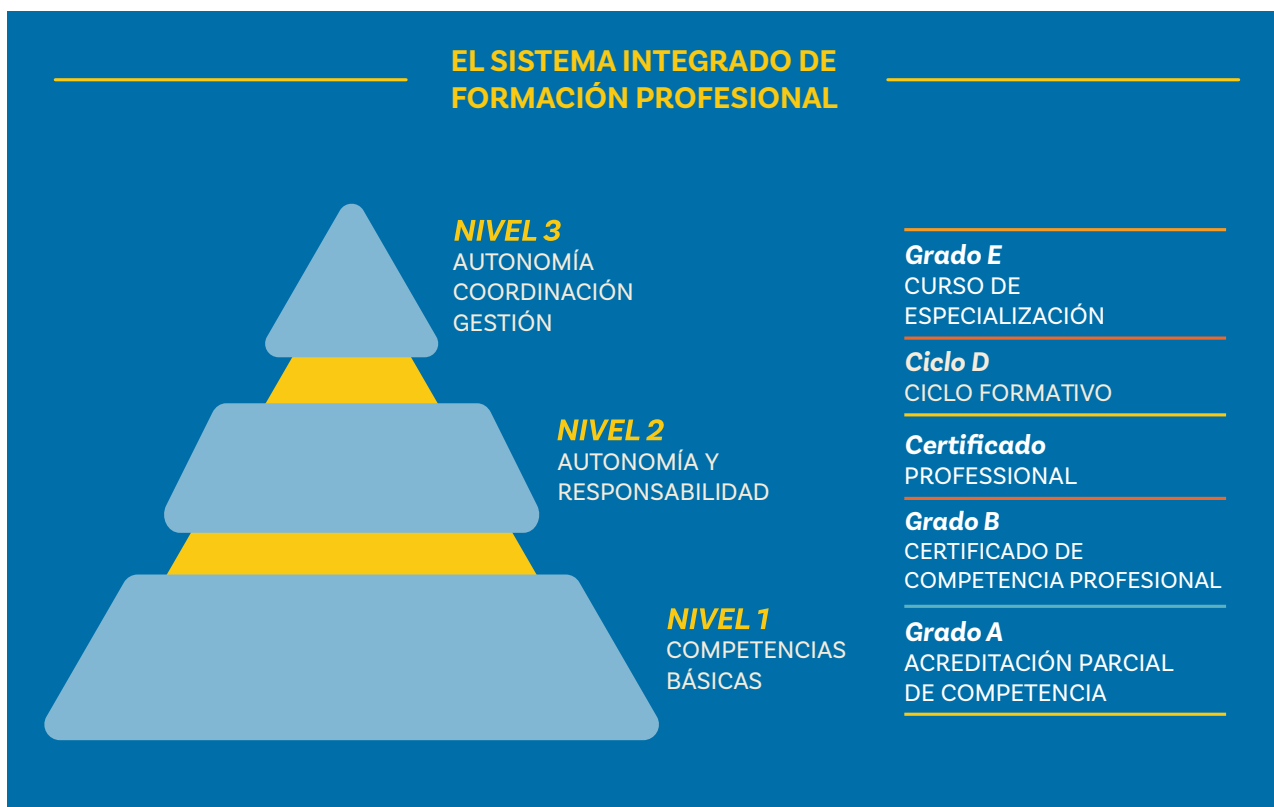 EL SISTEMA INTEGRADO DE
FORMACIÓN PROFESIONAL
NIVEL 3
AUTONOMÍA
COORDINACIÓN
GESTIÓN
NIVEL 2
AUTONOMÍA Y
RESPONSABILIDAD
NIVEL 1
COMPETENCIAS
BÁSICAS
Grado E
CURSO DE
ESPECIALIZACIÓN
Ciclo D
CICLO FORMATIVO
Certificado
PROFESSIONAL
Grado B
CERTIFICADO DE
COMPETENCIA PROFESIONAL
Grado A
ACREDITACIÓN PARCIAL
DE COMPETENCIA